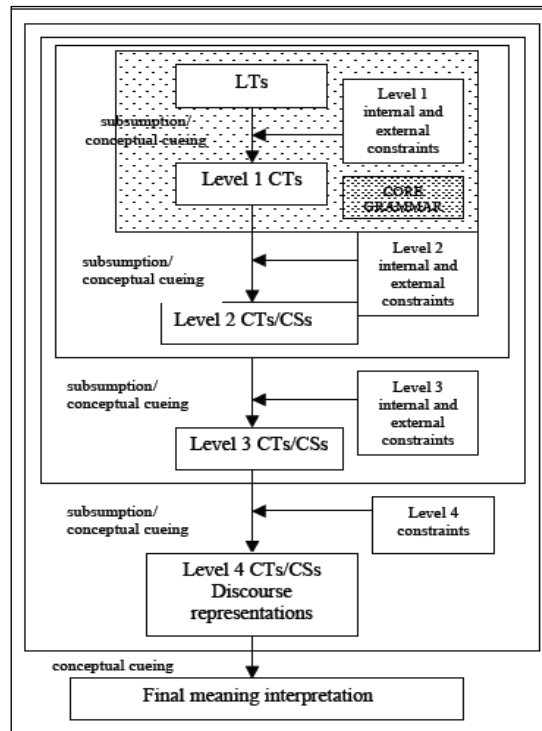 LTs
Level 1
internal and
external
constraints
subsumption/
conceptual cueing
Level 1 CTs
CORE
GRAMMAR
Level 2
internal and
external
constraints
subsumption/
conceptual cueing
Level 2 CTs/CSs
Level 3
internal and
external
constraints
subsumption/
conceptual cueing
Level 3 CTs/CSs
Level 4
constraints
subsumption/
conceptual cueing
Level 4 CTs/CSs
Discourse
representations
conceptual cueing
Final meaning interpretation